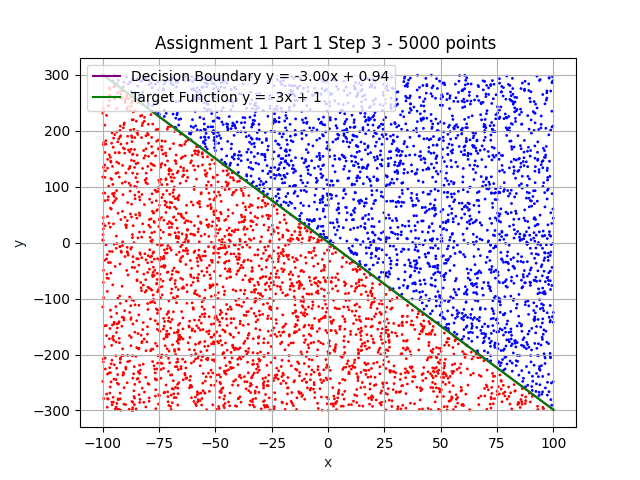 Assignment 1 Part 1 Step 3 - 5000 points
Decision Boundary y = -3.00x + 0.94
Target Function y = -3x + 1
300
200
100
0
−100
−200
−300
y
−100 −75 −50 −25 0 25 50 75 100
x